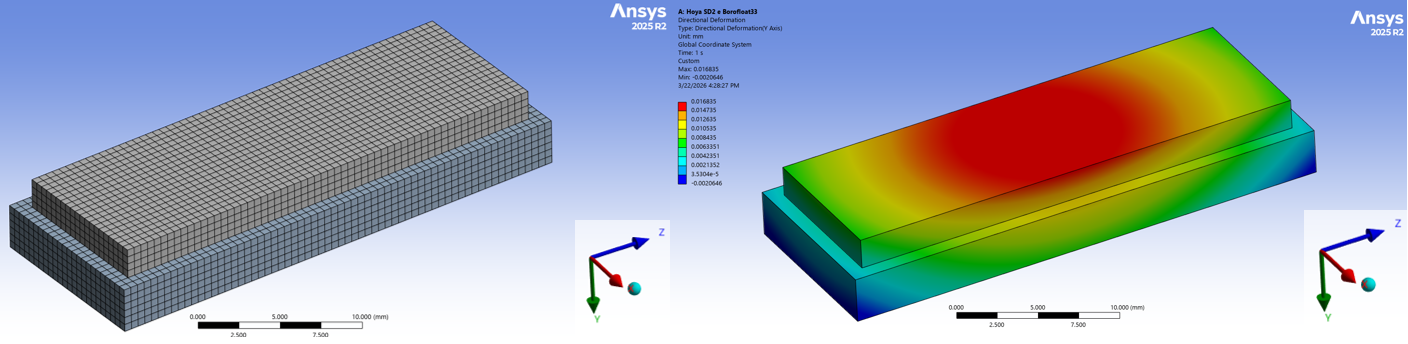 Ansys
2025 R2
Z
Y
0.000 5.000 10.000 (mm)
2.500 7.500
A: Hoya SD2 e Borofloat33
Directional Deformation
Type: Directional Deformation(Y Axis)
Unit: mm
Global Coordinate System
Time: 1 s
Custom
Max: 0.016835
Min: -0.0020646
3/22/2026 4:28:27 PM
0.016835
0.014735
0.012635
0.010535
0.008435
0.0063351
0.0042351
0.0021352
3.5304e-5
-0.0020646
Ansys
2025 R2
Z
Y
0.000 5.000 10.000 (mm)
2.500 7.500